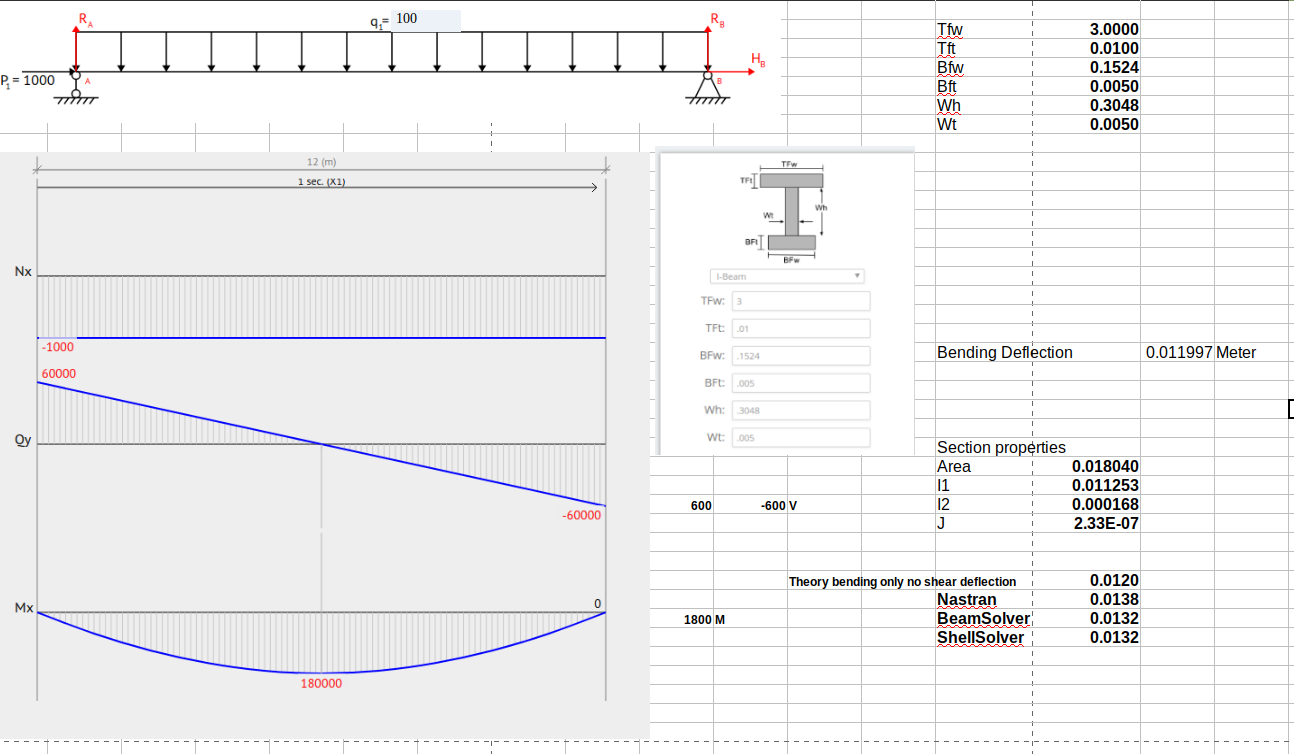 R_A
q_1= 100
R_B
H_B
P_1 = 1000
A
B
Tfw 3.0000
Tft 0.0100
Bfw 0.1524
Bft 0.0050
Wh 0.3048
Wt 0.0050
12 (m)
1 sec. (X1)
Nx
-1000
60000
Qy
-60000
Mx
0
180000
TFw
TFt
Wt
Wh
BFt
BFw
I-Beam
TFw: 3
TFt: .01
BFw: .1524
BFt: .005
Wh: .3048
Wt: .005
Bending Deflection 0.011997 Meter
Section properties
Area 0.018040
I1 0.011253
600 -600 V I2 0.000168
J 2.33E-07
Theory bending only no shear deflection 0.0120
Nastran 0.0138
1800 M BeamSolver 0.0132
ShellSolver 0.0132